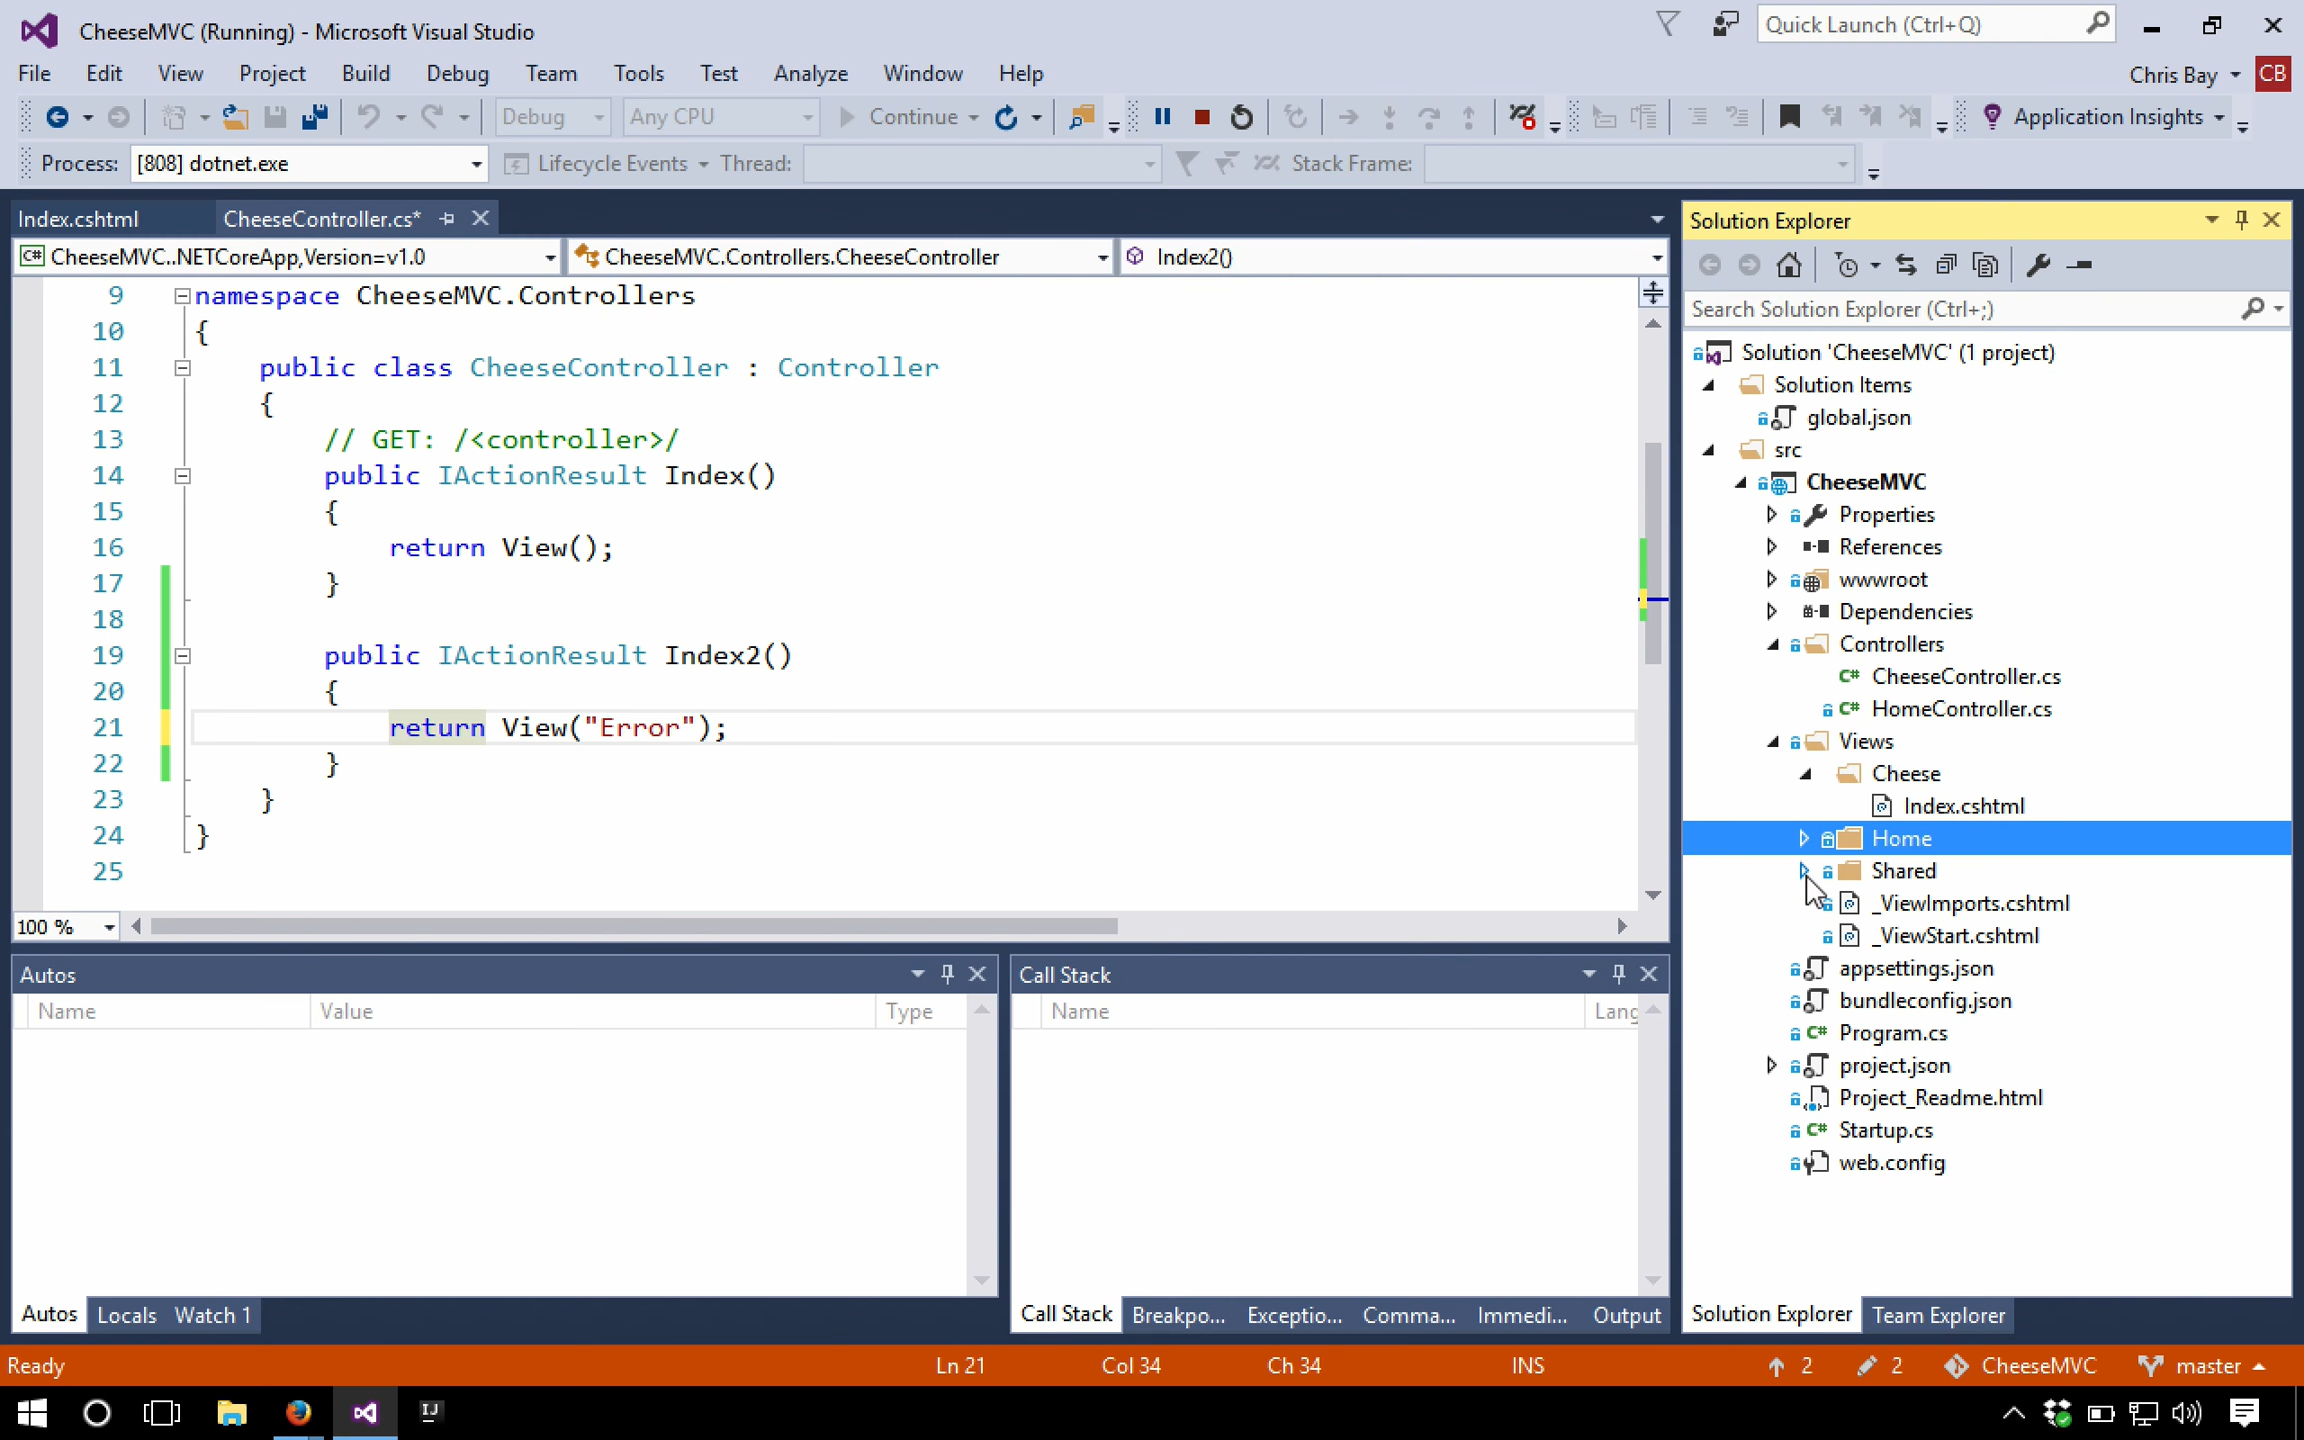 CheeseMVC (Running) - Microsoft Visual Studio
Quick Launch (Ctrl+Q)
File Edit View Project Build Debug Team Tools Test Analyze Window Help
Chris Bay CB
Debug Any CPU Continue Application Insights
Process: [808] dotnet.exe Lifecycle Events Thread: Stack Frame:
Index.cshtml CheeseController.cs*
C# CheeseMVC..NETCoreApp,Version=v1.0 CheeseMVC.Controllers.CheeseController Index2()
9 namespace CheeseMVC.Controllers
10 {
11 public class CheeseController : Controller
12 {
13 // GET: /<controller>/
14 public IActionResult Index()
15 {
16 return View();
17 }
18
19 public IActionResult Index2()
20 {
21 return View("Error");
22 }
23 }
24 }
25
100 %
Autos
Name Value Type
Autos Locals Watch 1
Call Stack
Name Lang
Call Stack Breakpo... Exceptio... Comma... Immedi... Output
Solution Explorer
Search Solution Explorer (Ctrl+;)
Solution 'CheeseMVC' (1 project)
Solution Items
global.json
src
CheeseMVC
Properties
References
wwwroot
Dependencies
Controllers
C# CheeseController.cs
C# HomeController.cs
Views
Cheese
Index.cshtml
Home
Shared
_ViewImports.cshtml
_ViewStart.cshtml
appsettings.json
bundleconfig.json
C# Program.cs
project.json
Project_Readme.html
C# Startup.cs
web.config
Solution Explorer Team Explorer
Ready Ln 21 Col 34 Ch 34 INS 2 2 CheeseMVC master
IJ